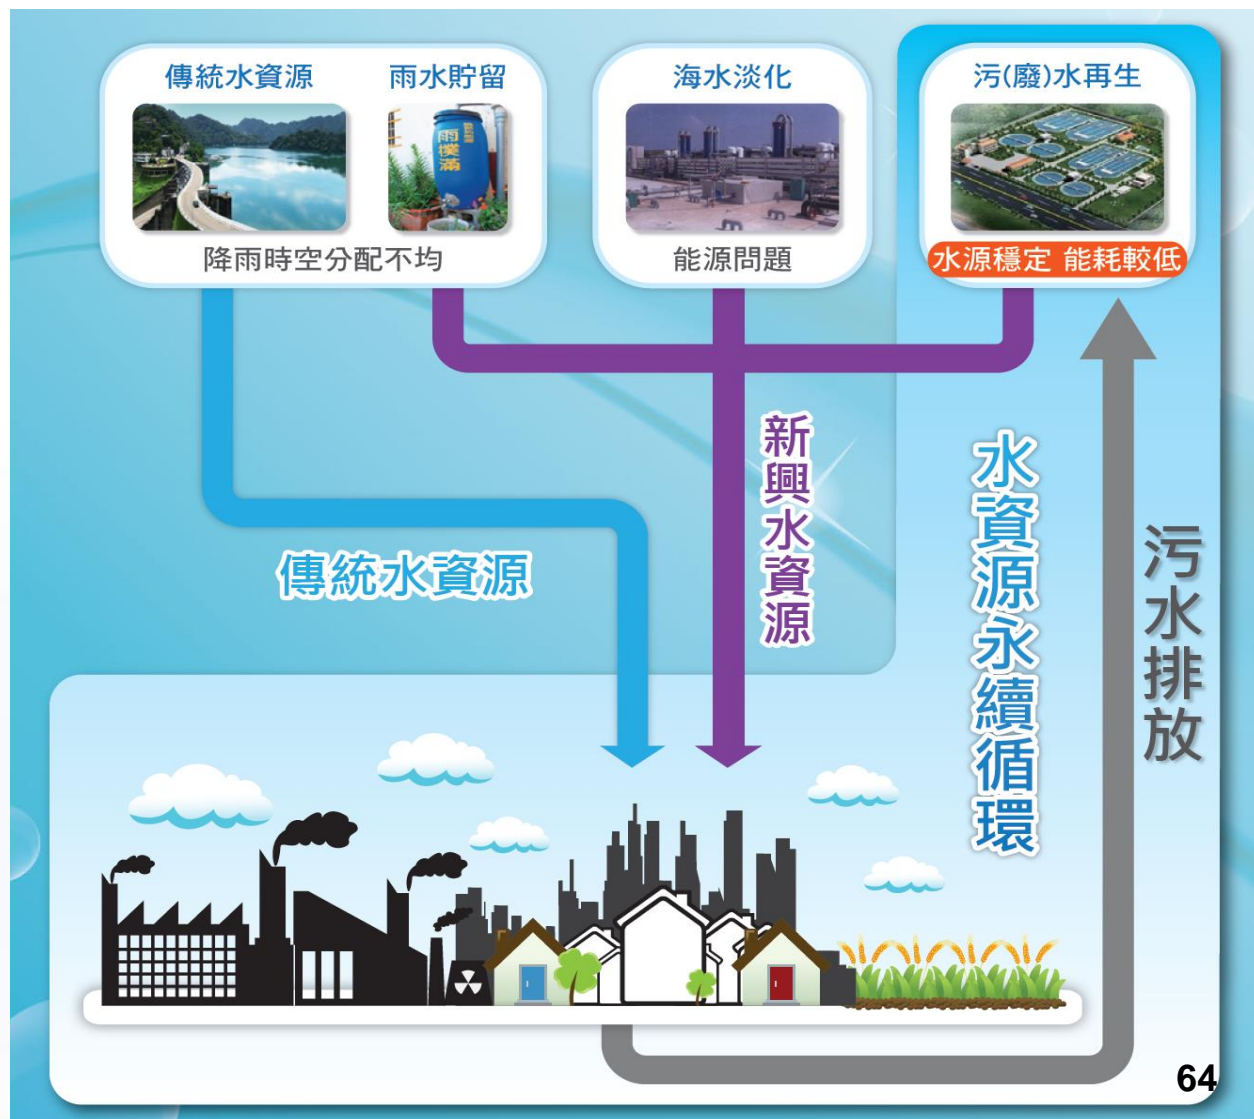 傳統水資源
雨水貯留
雨撲滿
降雨時空分配不均
海水淡化
能源問題
污(廢)水再生
水源穩定 能耗較低
傳統水資源
新興水資源
水資源永續循環
污水排放
64